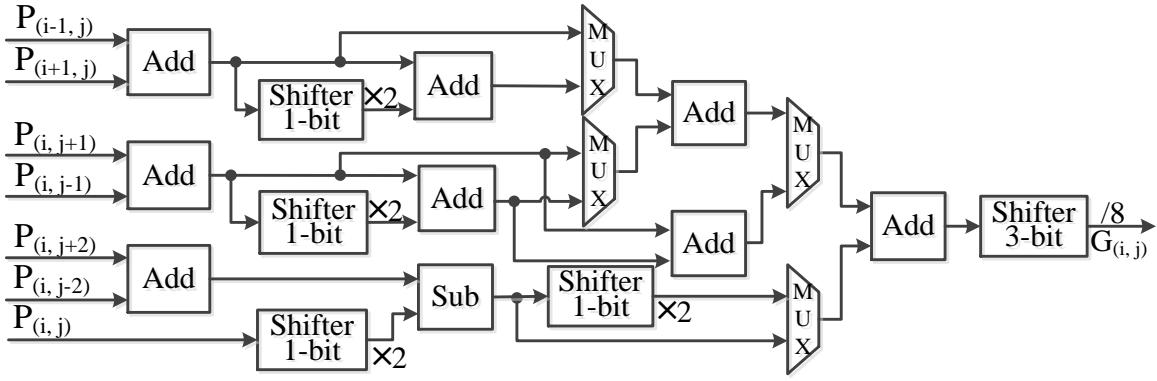 P(i-1, j)
P(i+1, j)
Add
Shifter
1-bit
×2
Add
M
U
X
P(i, j+1)
P(i, j-1)
Add
Shifter
1-bit
×2
Add
M
U
X
Add
Add
M
U
X
P(i, j+2)
P(i, j-2)
P(i, j)
Add
Shifter
1-bit
×2
Sub
Shifter
1-bit
×2
M
U
X
Add
Shifter
3-bit
/8
G(i, j)